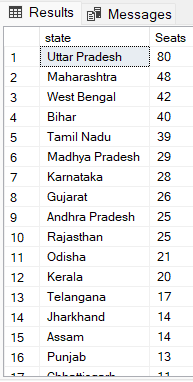 Results Messages
state Seats
1 Uttar Pradesh 80
2 Maharashtra 48
3 West Bengal 42
4 Bihar 40
5 Tamil Nadu 39
6 Madhya Pradesh 29
7 Karnataka 28
8 Gujarat 26
9 Andhra Pradesh 25
10 Rajasthan 25
11 Odisha 21
12 Kerala 20
13 Telangana 17
14 Jharkhand 14
15 Assam 14
16 Punjab 13
17 Chhattisgarh 11